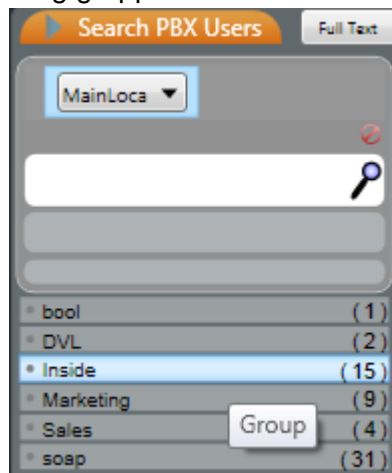 Search PBX Users Full Text
MainLoca
bool (1)
DVL (2)
Inside (15)
Marketing (9)
Sales (4)
Group
soap (31)